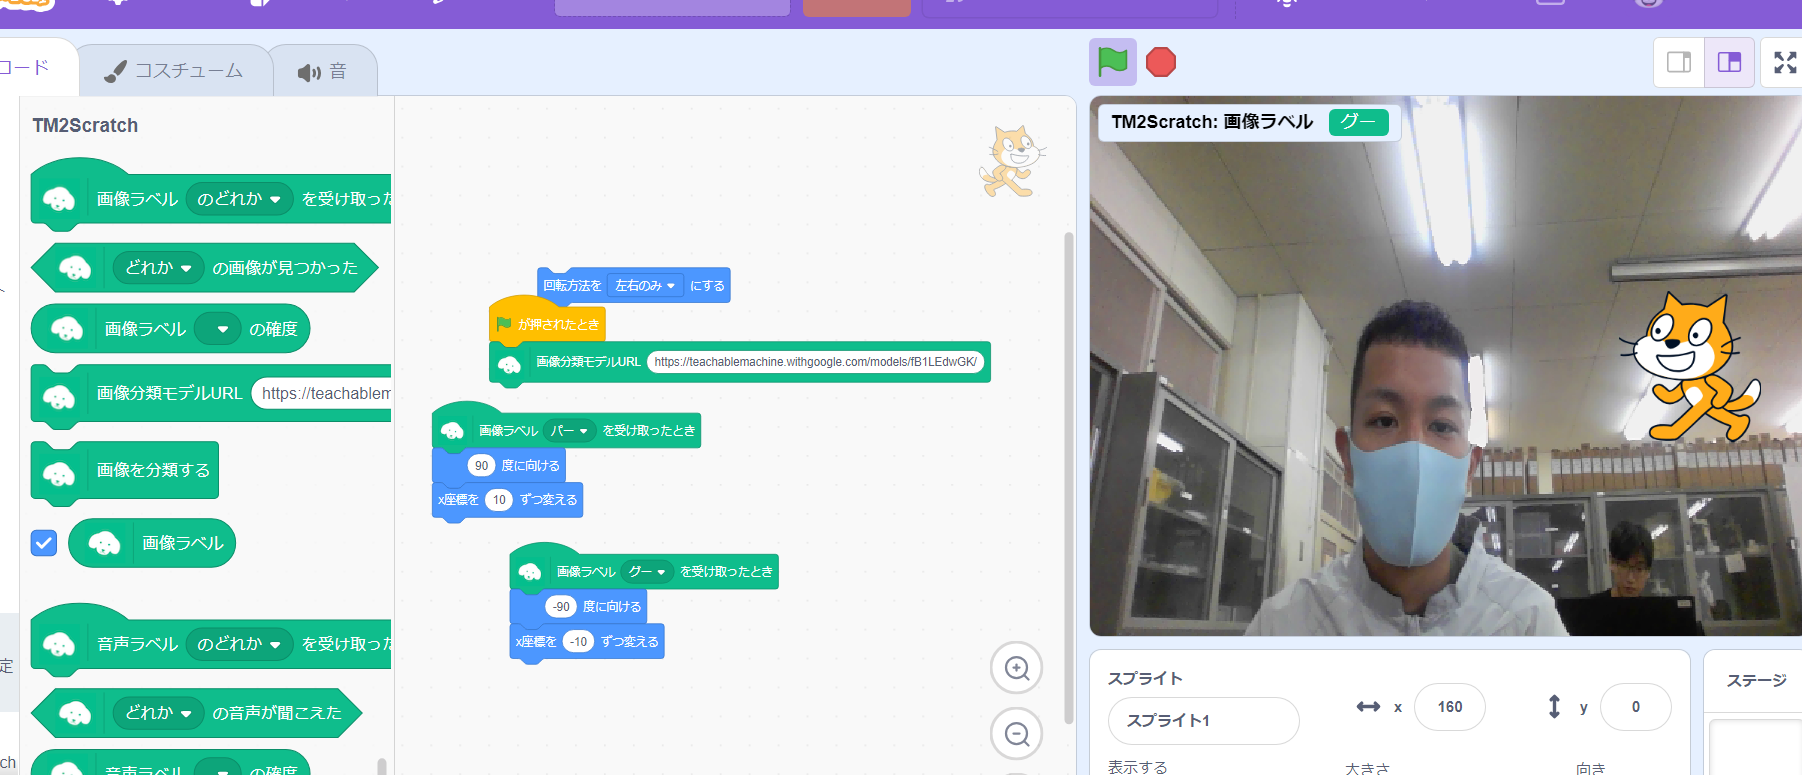 コード
コスチューム
音
TM2Scratch
画像ラベル のどれか を受け取った
どれか の画像が見つかった
画像ラベル の確度
画像分類モデルURL https://teachablem
画像を分類する
画像ラベル
音声ラベル のどれか を受け取った
どれか の音声が聞こえた
音声ラベル の確度
定
ch
回転方法を 左右のみ にする
が押されたとき
画像分類モデルURL https://teachablemachine.withgoogle.com/models/fB1LEdwGK/
画像ラベル パー を受け取ったとき
90 度に向ける
x座標を 10 ずつ変える
画像ラベル グー を受け取ったとき
-90 度に向ける
x座標を -10 ずつ変える
TM2Scratch: 画像ラベル グー
スプライト
スプライト1
x 160
y 0
表示する
大きさ
向き
ステージ